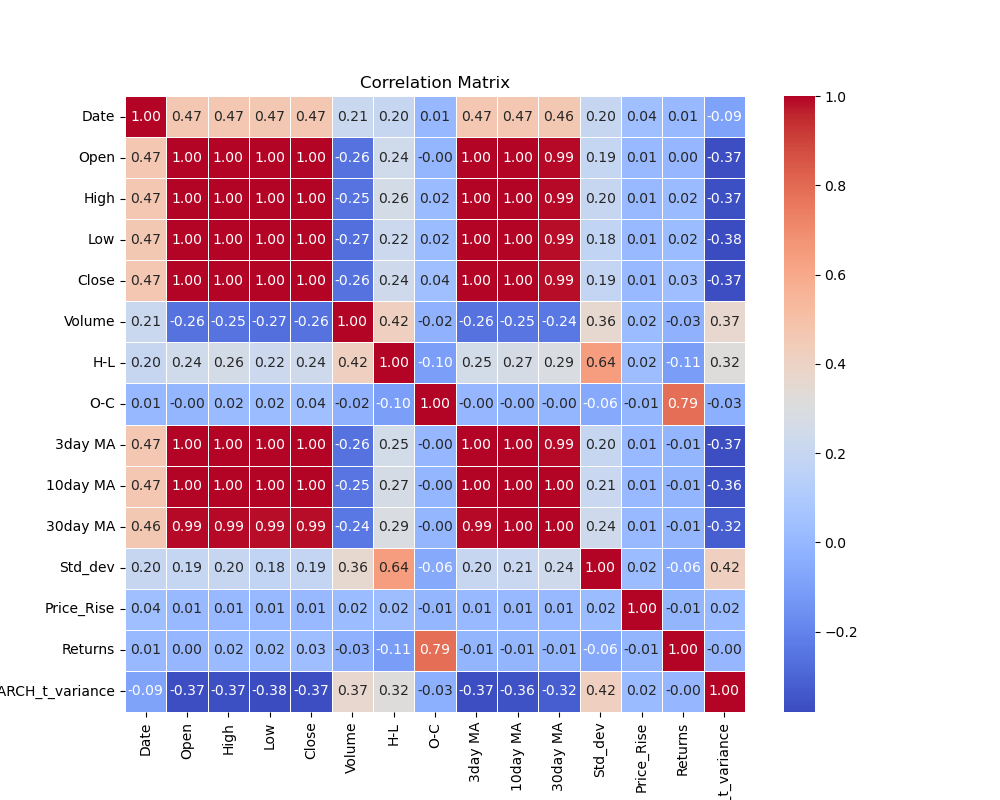 Correlation Matrix
Date 1.00 0.47 0.47 0.47 0.47 0.21 0.20 0.01 0.47 0.47 0.46 0.20 0.04 0.01 -0.09
Open 0.47 1.00 1.00 1.00 1.00 -0.26 0.24 -0.00 1.00 1.00 0.99 0.19 0.01 0.00 -0.37
High 0.47 1.00 1.00 1.00 1.00 -0.25 0.26 0.02 1.00 1.00 0.99 0.20 0.01 0.02 -0.37
Low 0.47 1.00 1.00 1.00 1.00 -0.27 0.22 0.02 1.00 1.00 0.99 0.18 0.01 0.02 -0.38
Close 0.47 1.00 1.00 1.00 1.00 -0.26 0.24 0.04 1.00 1.00 0.99 0.19 0.01 0.03 -0.37
Volume 0.21 -0.26 -0.25 -0.27 -0.26 1.00 0.42 -0.02 -0.26 -0.25 -0.24 0.36 0.02 -0.03 0.37
H-L 0.20 0.24 0.26 0.22 0.24 0.42 1.00 -0.10 0.25 0.27 0.29 0.64 0.02 -0.11 0.32
O-C 0.01 -0.00 0.02 0.02 0.04 -0.02 -0.10 1.00 -0.00 -0.00 -0.00 -0.06 -0.01 0.79 -0.03
3day MA 0.47 1.00 1.00 1.00 1.00 -0.26 0.25 -0.00 1.00 1.00 0.99 0.20 0.01 -0.01 -0.37
10day MA 0.47 1.00 1.00 1.00 1.00 -0.25 0.27 -0.00 1.00 1.00 1.00 0.21 0.01 -0.01 -0.36
30day MA 0.46 0.99 0.99 0.99 0.99 -0.24 0.29 -0.00 0.99 1.00 1.00 0.24 0.01 -0.01 -0.32
Std_dev 0.20 0.19 0.20 0.18 0.19 0.36 0.64 -0.06 0.20 0.21 0.24 1.00 0.02 -0.06 0.42
Price_Rise 0.04 0.01 0.01 0.01 0.01 0.02 0.02 -0.01 0.01 0.01 0.01 0.02 1.00 -0.01 0.02
Returns 0.01 0.00 0.02 0.02 0.03 -0.03 -0.11 0.79 -0.01 -0.01 -0.01 -0.06 -0.01 1.00 -0.00
ARCH_t_variance -0.09 -0.37 -0.37 -0.38 -0.37 0.37 0.32 -0.03 -0.37 -0.36 -0.32 0.42 0.02 -0.00 1.00
Date Open High Low Close Volume H-L O-C 3day MA 10day MA 30day MA Std_dev Price_Rise Returns _t_variance
1.0
0.8
0.6
0.4
0.2
0.0
−0.2